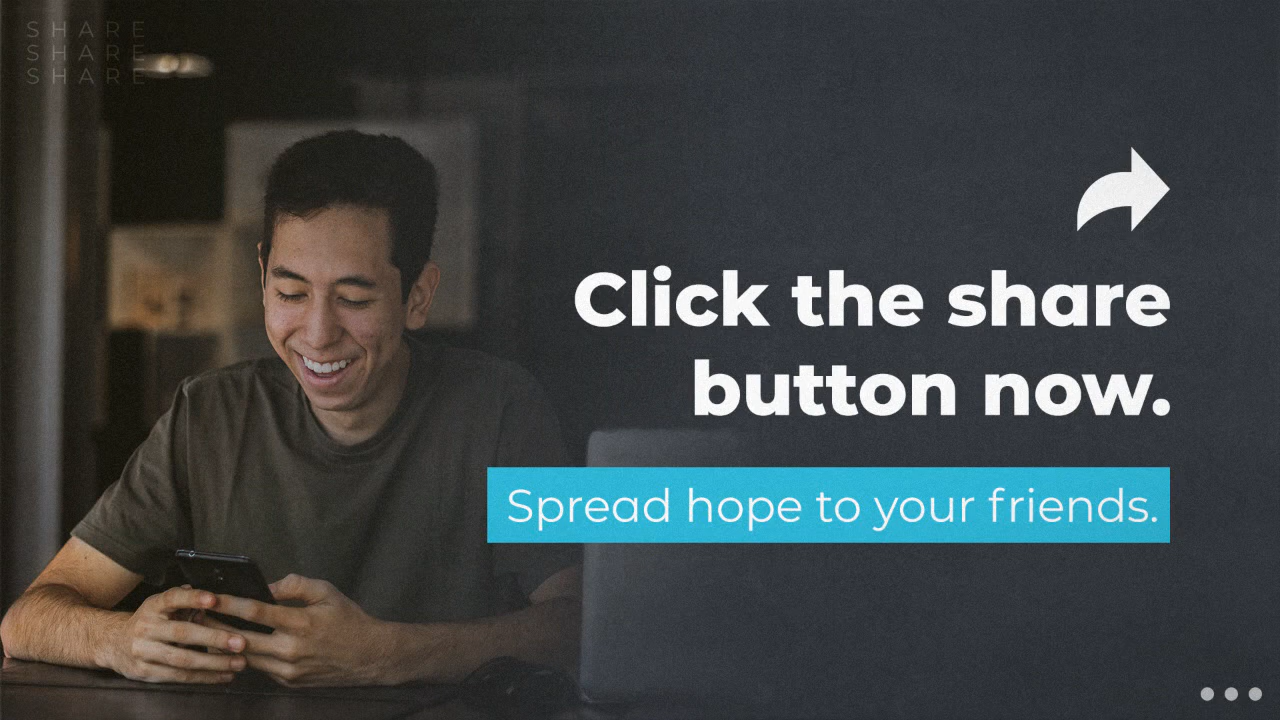 SHARE
SHARE
SHARE
Click the share
button now.
Spread hope to your friends.